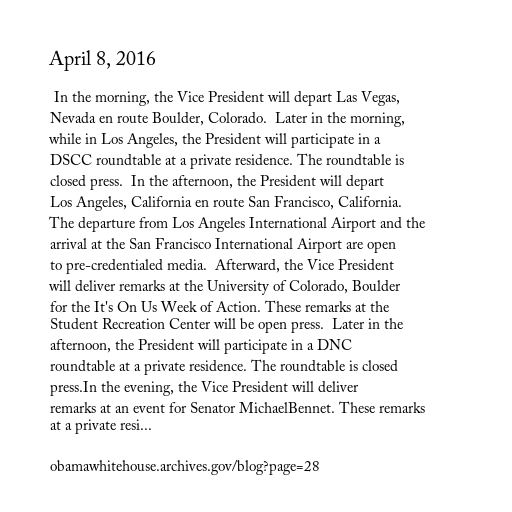 April 8, 2016
In the morning, the Vice President will depart Las Vegas,
Nevada en route Boulder, Colorado.  Later in the morning,
while in Los Angeles, the President will participate in a
DSCC roundtable at a private residence. The roundtable is
closed press.  In the afternoon, the President will depart
Los Angeles, California en route San Francisco, California.
The departure from Los Angeles International Airport and the
arrival at the San Francisco International Airport are open
to pre-credentialed media.  Afterward, the Vice President
will deliver remarks at the University of Colorado, Boulder
for the It's On Us Week of Action. These remarks at the
Student Recreation Center will be open press.  Later in the
afternoon, the President will participate in a DNC
roundtable at a private residence. The roundtable is closed
press.In the evening, the Vice President will deliver
remarks at an event for Senator MichaelBennet. These remarks
at a private resi...
obamawhitehouse.archives.gov/blog?page=28